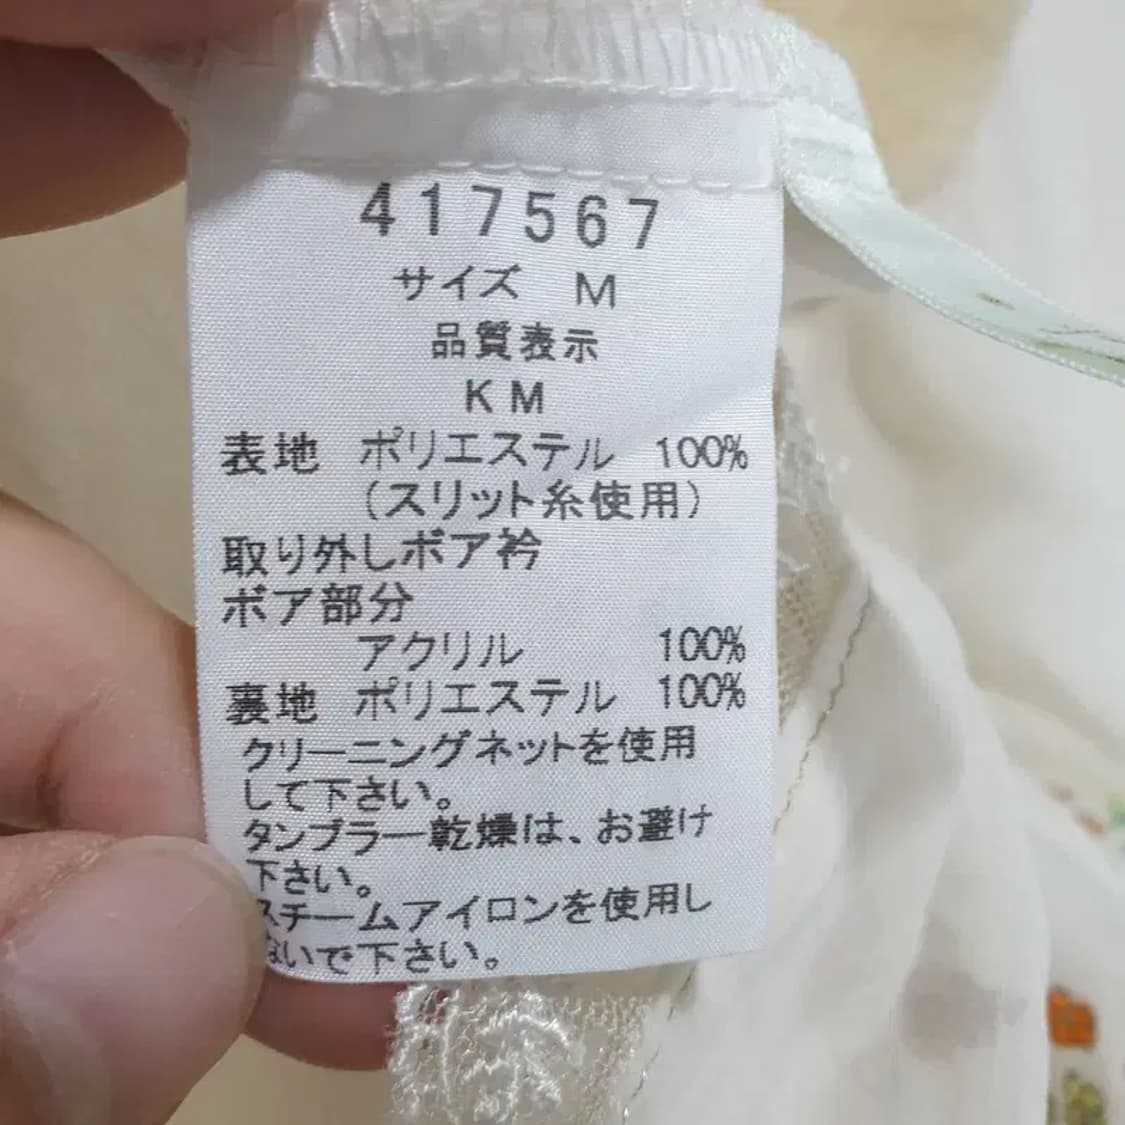 417567
サイズ M
品質表示
KM
表地 ポリエステル 100%
(スリット糸使用)
取り外しボア衿
ボア部分
アクリル 100%
裏地 ポリエステル 100%
クリーニングネットを使用
して下さい。
タンブラー乾燥は、お避け
下さい。
スチームアイロンを使用し
ないで下さい。